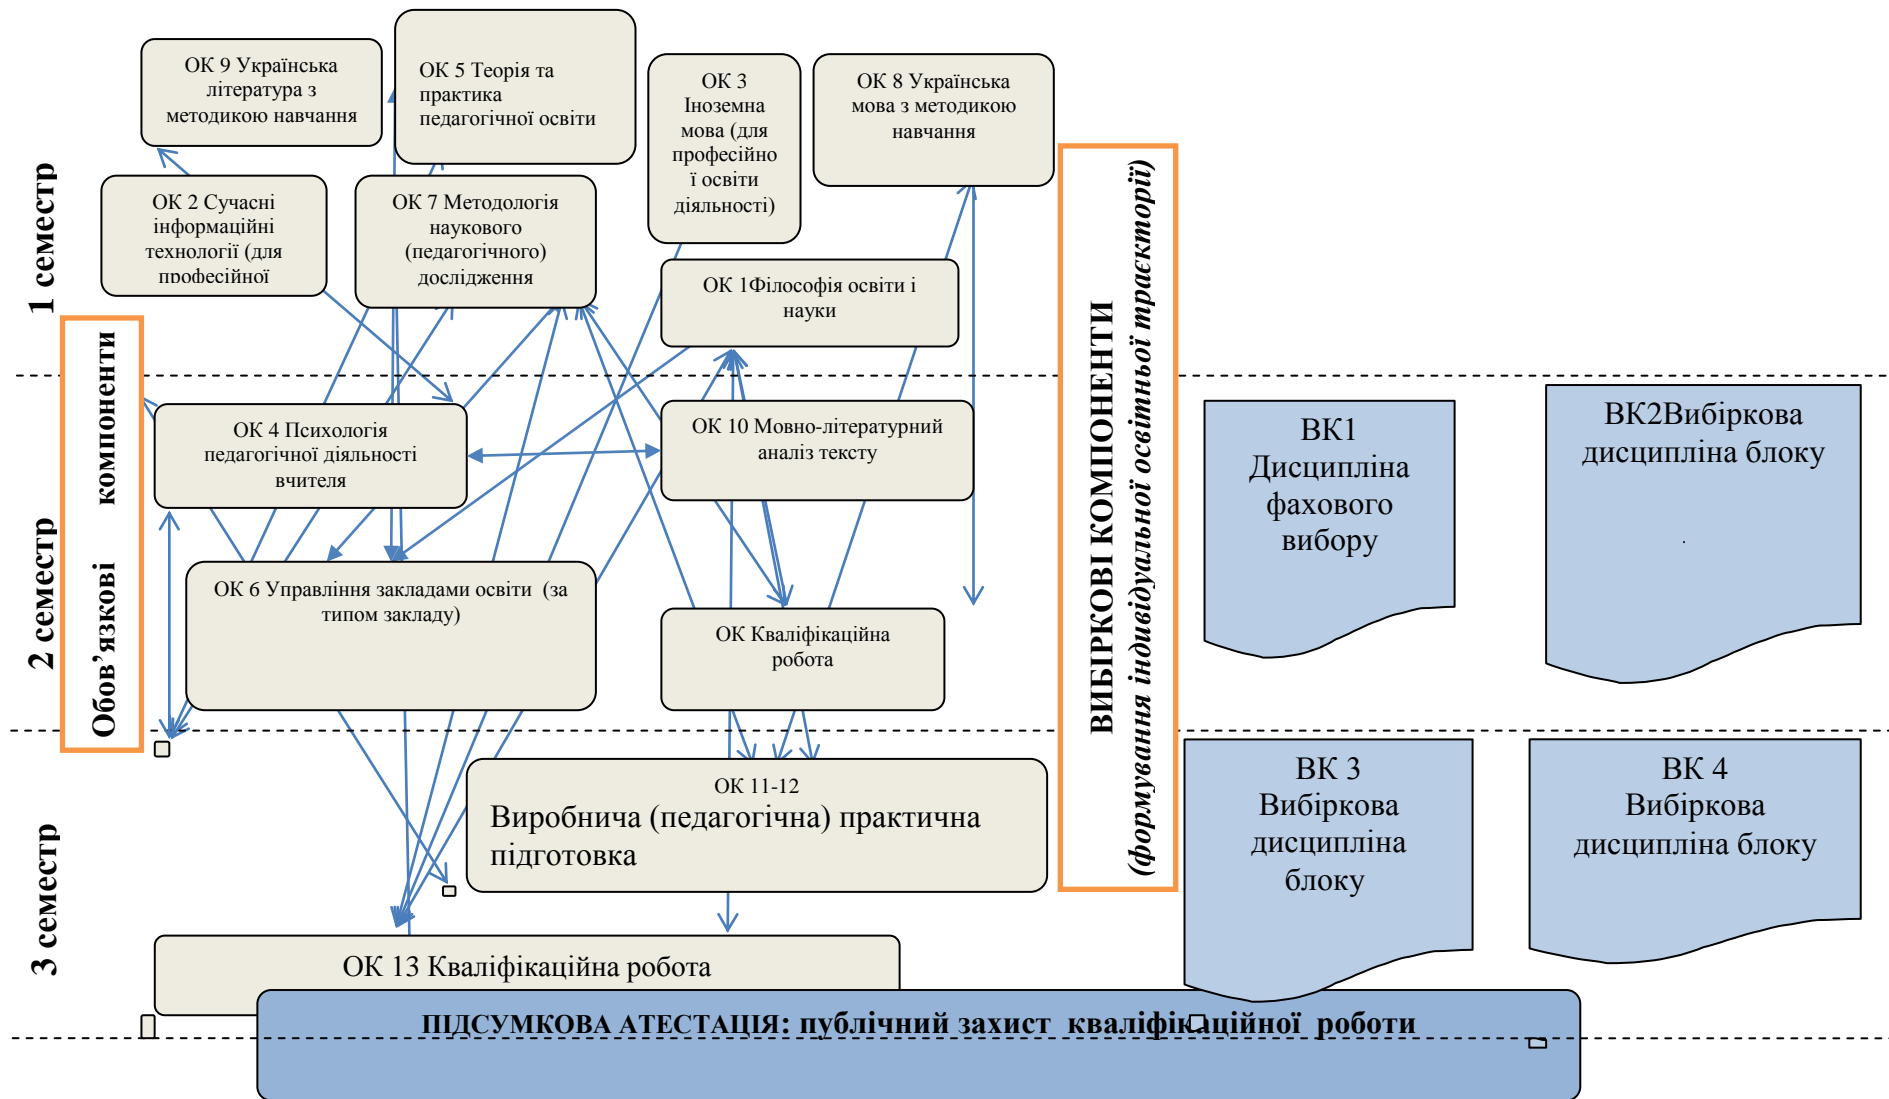 ОК 9 Українська
література з
методикою навчання
ОК 5 Теорія та
практика
педагогічної освіти
ОК 3
Іноземна
мова (для
професійно
ї освіти
діяльності)
ОК 8 Українська
мова з методикою
навчання
1 семестр
ОК 2 Сучасні
інформаційні
технології (для
професійної
ОК 7 Методологія
наукового
(педагогічного)
дослідження
ОК 1Філософія освіти і
науки
Обов’язкові компоненти
ВИБІРКОВІ КОМПОНЕНТИ
(формування індивідуальної освітньої траєкторії)
2 семестр
ОК 4 Психологія
педагогічної діяльності
вчителя
ОК 10 Мовно-літературний
аналіз тексту
ВК1
Дисципліна
фахового
вибору
ВК2Вибіркова
дисципліна блоку
.
ОК 6 Управління закладами освіти (за
типом закладу)
ОК Кваліфікаційна
робота
3 семестр
ОК 11-12
Виробнича (педагогічна) практична
підготовка
ВК 3
Вибіркова
дисципліна
блоку
ВК 4
Вибіркова
дисципліна блоку
ОК 13 Кваліфікаційна робота
ПІДСУМКОВА АТЕСТАЦІЯ: публічний захист кваліфікаційної роботи